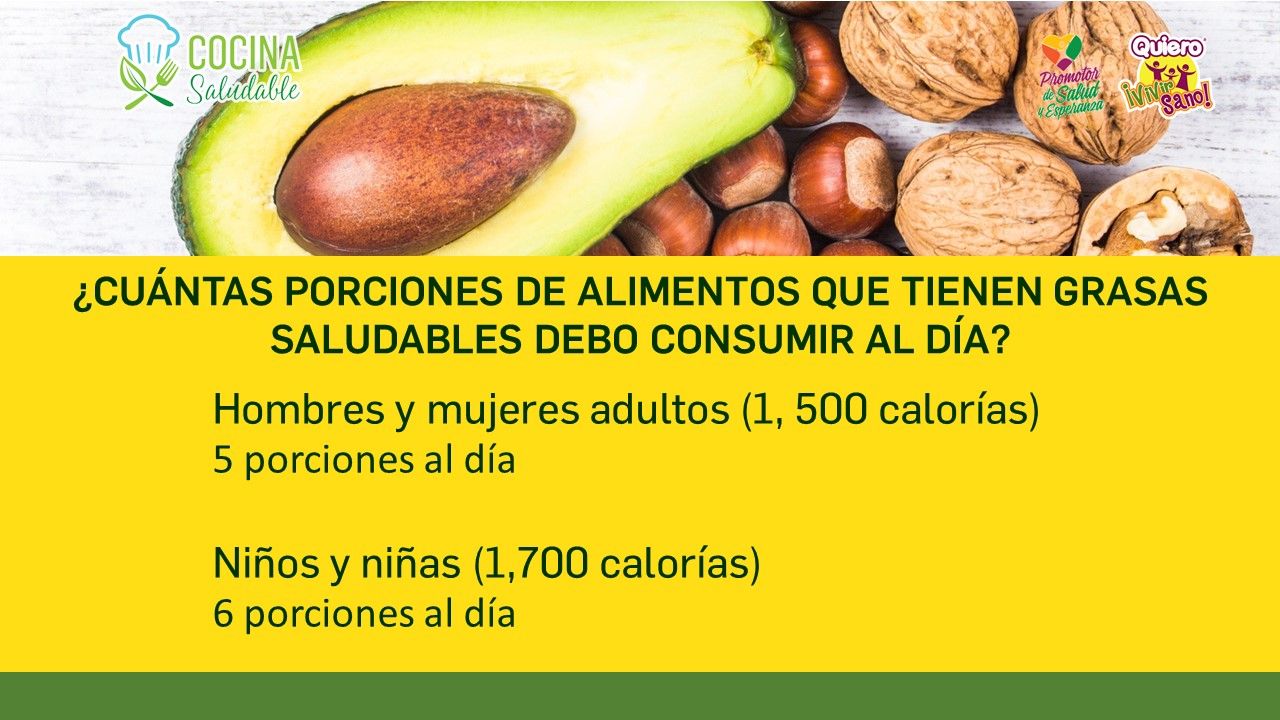 COCINA
Saludable
Promotor
de Salud
y Esperanza
Quiero
¡Vivir
Sano!
¿CUÁNTAS PORCIONES DE ALIMENTOS QUE TIENEN GRASAS
SALUDABLES DEBO CONSUMIR AL DÍA?
Hombres y mujeres adultos (1, 500 calorías)
5 porciones al día
Niños y niñas (1,700 calorías)
6 porciones al día